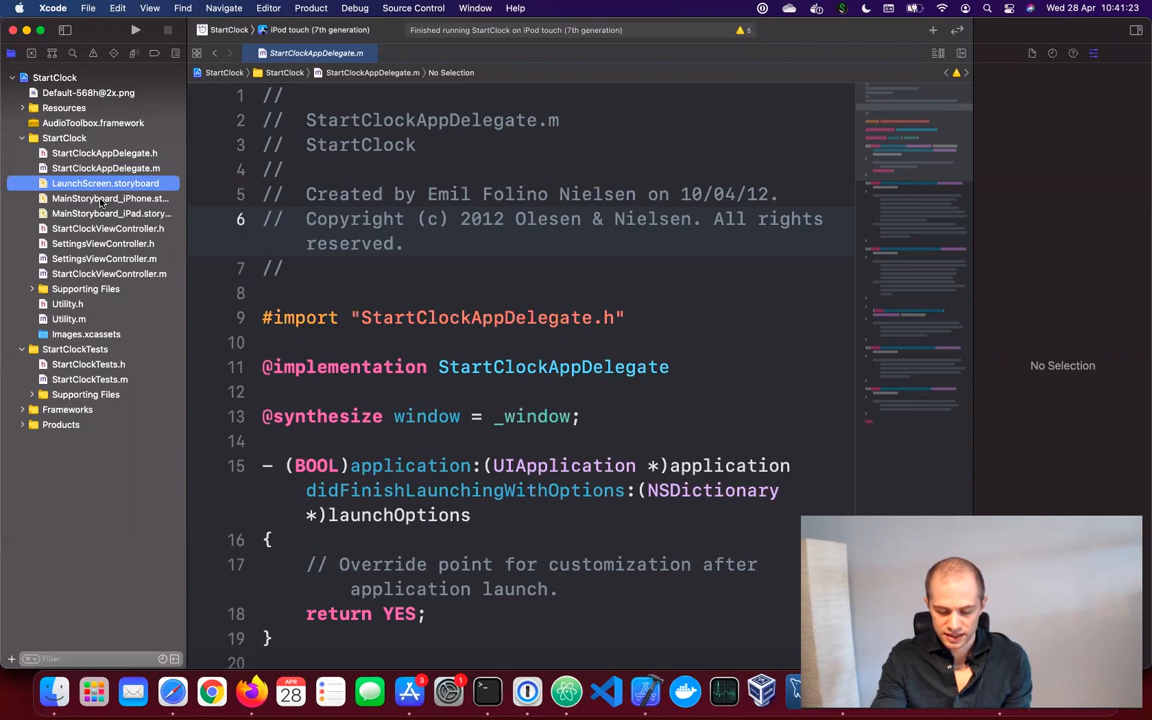 Xcode File Edit View Find Navigate Editor Product Debug Source Control Window Help Wed 28 Apr 10:41:23
StartClock iPod touch (7th generation) Finished running StartClock on iPod touch (7th generation) 5
StartClockAppDelegate.m
StartClock StartClock StartClockAppDelegate.m No Selection
StartClock
Default-568h@2x.png
Resources
AudioToolbox.framework
StartClock
StartClockAppDelegate.h
StartClockAppDelegate.m
LaunchScreen.storyboard
MainStoryboard_iPhone.st...
MainStoryboard_iPad.story...
StartClockViewController.h
SettingsViewController.h
SettingsViewController.m
StartClockViewController.m
Supporting Files
Utility.h
Utility.m
Images.xcassets
StartClockTests
StartClockTests.h
StartClockTests.m
Supporting Files
Frameworks
Products
Filter
1 //
2 // StartClockAppDelegate.m
3 // StartClock
4 //
5 // Created by Emil Folino Nielsen on 10/04/12.
6 // Copyright (c) 2012 Olesen & Nielsen. All rights
reserved.
7 //
8
9 #import "StartClockAppDelegate.h"
10
11 @implementation StartClockAppDelegate
12
13 @synthesize window = _window;
14
15 - (BOOL)application:(UIApplication *)application
didFinishLaunchingWithOptions:(NSDictionary
*)launchOptions
16 {
17 // Override point for customization after
application launch.
18 return YES;
19 }
20
No Selection
APR
28
3
1